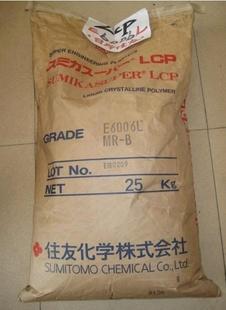 LCP
SUPER ENGINEERING PLASTICS
スミカスーパー LCP
SUMIKASUPER LCP
LIQUID CRYSTALLINE POLYMER
GRADE E6006L
MR-B
LOT No.
NET 25 Kg
住友化学株式会社
SUMITOMO CHEMICAL Co., Ltd.